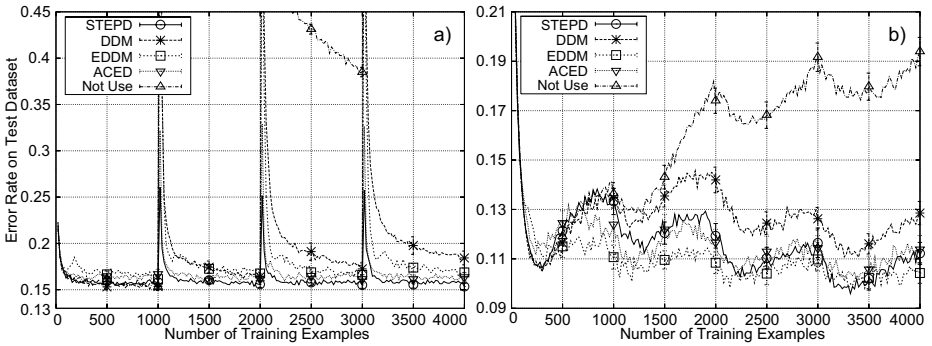 0.45
0.4
0.35
0.3
0.25
0.2
0.15
0.13
Error Rate on Test Dataset
STEPD
DDM
EDDM
ACED
Not Use
a)
0 500 1000 1500 2000 2500 3000 3500 4000
Number of Training Examples
0.21
0.19
0.17
0.15
0.13
0.11
0.09
STEPD
DDM
EDDM
ACED
Not Use
b)
0 500 1000 1500 2000 2500 3000 3500 4000
Number of Training Examples